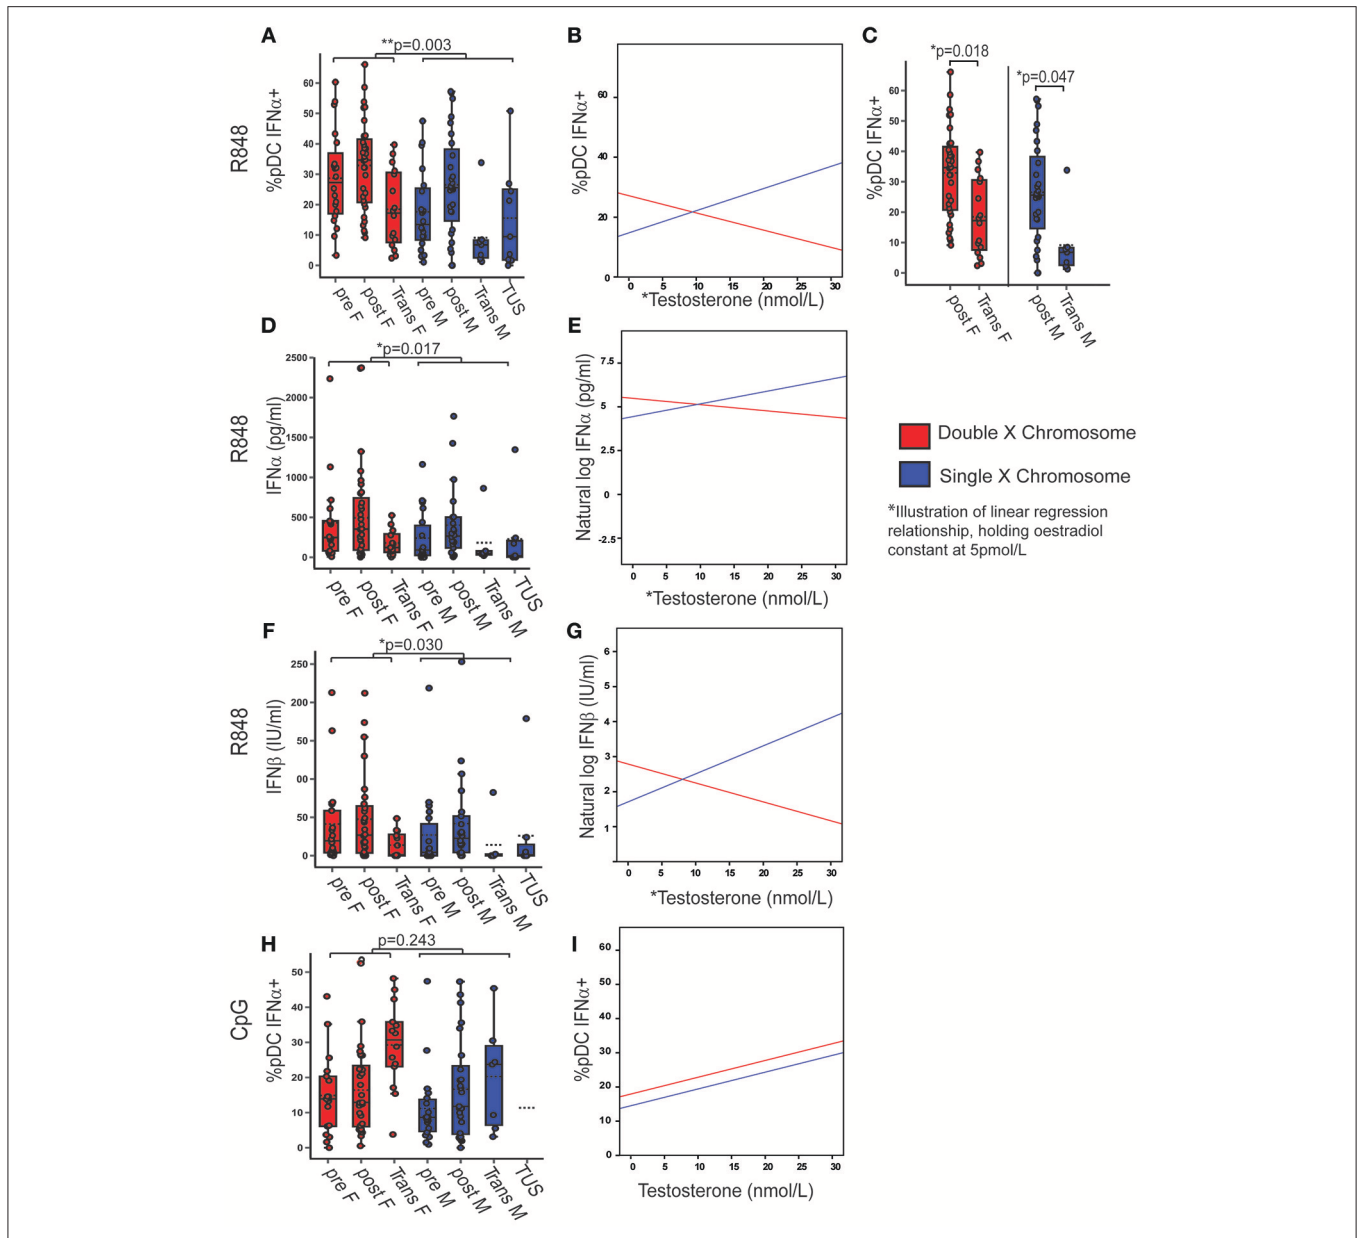 A
**p=0.003
R848
%pDC IFNα+
60
50
40
30
20
10
0
pre F
post F
Trans F
pre M
post M
Trans M
TUS
B
%pDC IFNα+
60
40
20
0
0
5
10
15
20
25
30
*Testosterone (nmol/L)
C
*p=0.018
*p=0.047
%pDC IFNα+
60
50
40
30
20
10
0
post F
Trans F
post M
Trans M
D
*p=0.017
R848
IFNα (pg/ml)
2500
2000
1500
1000
500
0
pre F
post F
Trans F
pre M
post M
Trans M
TUS
E
Natural log IFNα (pg/ml)
7.5
5
2.5
0
-2.5
0
5
10
15
20
25
30
*Testosterone (nmol/L)
Double X Chromosome
Single X Chromosome
*Illustration of linear regression
relationship, holding oestradiol
constant at 5pmol/L
F
*p=0.030
R848
IFNβ (IU/ml)
250
200
50
00
50
0
pre F
post F
Trans F
pre M
post M
Trans M
TUS
G
Natural log IFNβ (IU/ml)
6
4
3
2
1
0
5
10
15
20
25
30
*Testosterone (nmol/L)
H
p=0.243
CpG
%pDC IFNα+
50
40
30
20
10
0
pre F
post F
Trans F
pre M
post M
Trans M
TUS
I
%pDC IFNα+
60
50
40
30
20
10
0
0
5
10
15
20
25
30
Testosterone (nmol/L)